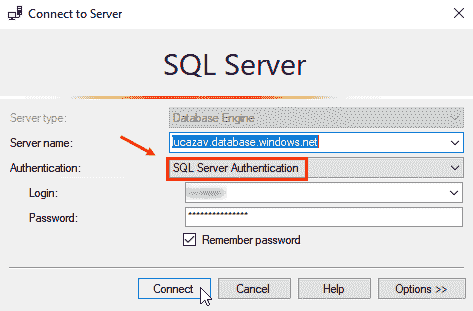 Connect to Server
SQL Server
Server type: Database Engine
Server name: lucazav.database.windows.net
Authentication: SQL Server Authentication
Login:
Password: ***************
Remember password
Connect Cancel Help Options >>